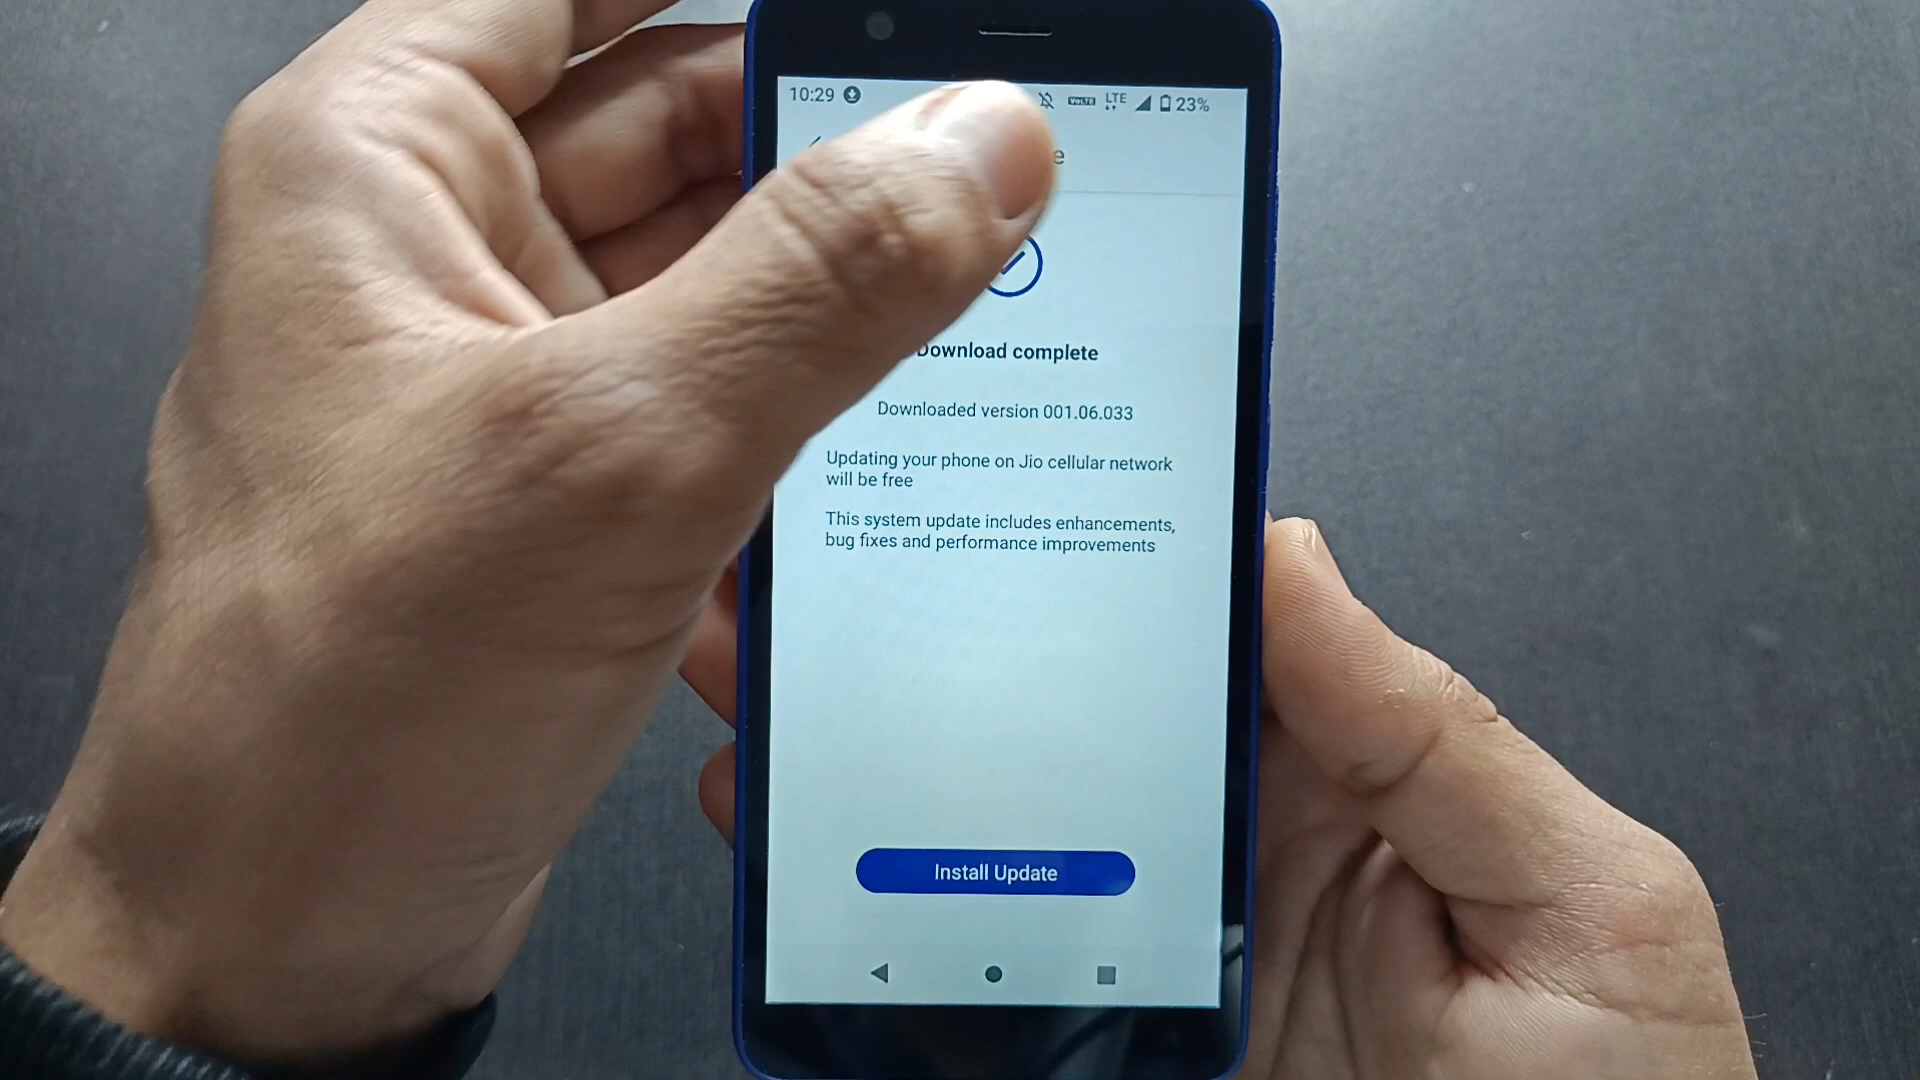 10:29
VoLTE LTE 23%
Download complete
Downloaded version 001.06.033
Updating your phone on Jio cellular network
will be free
This system update includes enhancements,
bug fixes and performance improvements
Install Update